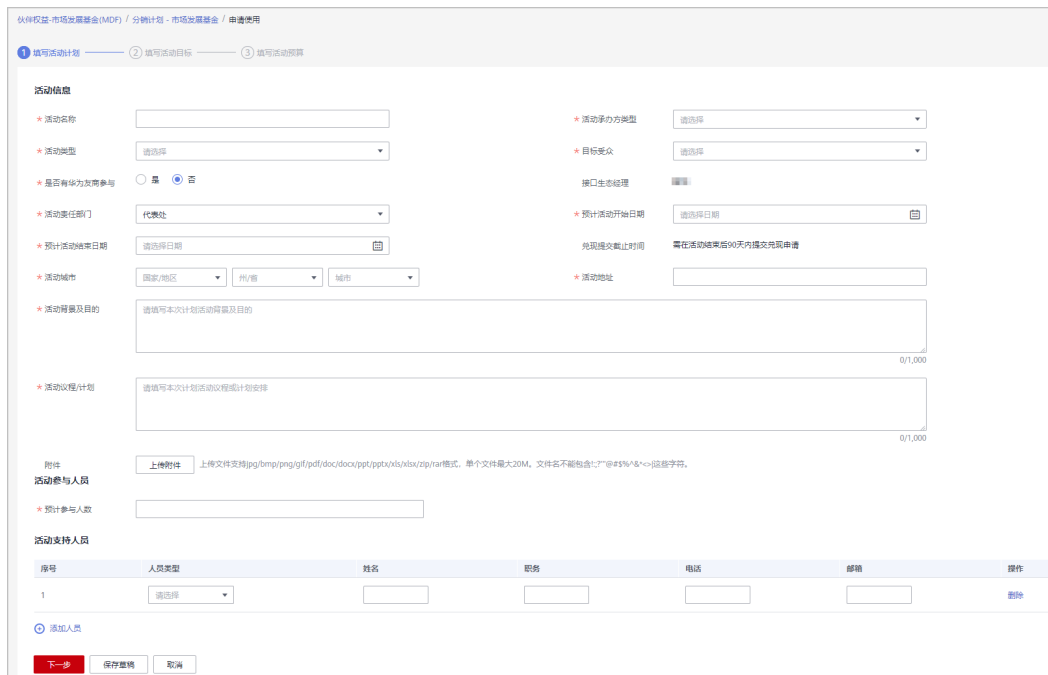 伙伴权益-市场发展基金(MDF) / 分销计划 - 市场发展基金 / 申请使用
1 填写活动计划 2 填写活动目标 3 填写活动预算
活动信息
* 活动名称 * 活动承办方类型 请选择
* 活动类型 请选择 * 目标受众 请选择
* 是否有华为友商参与 是 否 接口生态经理
* 活动责任部门 代表处 * 预计活动开始日期 请选择日期
* 预计活动结束日期 请选择日期 兑现提交截止时间 需在活动结束后90天内提交兑现申请
* 活动城市 国家/地区 州/省 城市 * 活动地址
* 活动背景及目的 请填写本次计划活动背景及目的
0/1,000
* 活动议程/计划 请填写本次计划活动议程或计划安排
0/1,000
附件 上传附件 上传文件支持jpg/bmp/png/gif/pdf/doc/docx/ppt/pptx/xls/xlsx/zip/rar格式，单个文件最大20M。文件名不能包含!:;?'"@#$%^&*<>|这些字符。
活动参与人员
* 预计参与人数
活动支持人员
序号 人员类型 姓名 职务 电话 邮箱 操作
1 请选择 删除
添加人员
下一步 保存草稿 取消